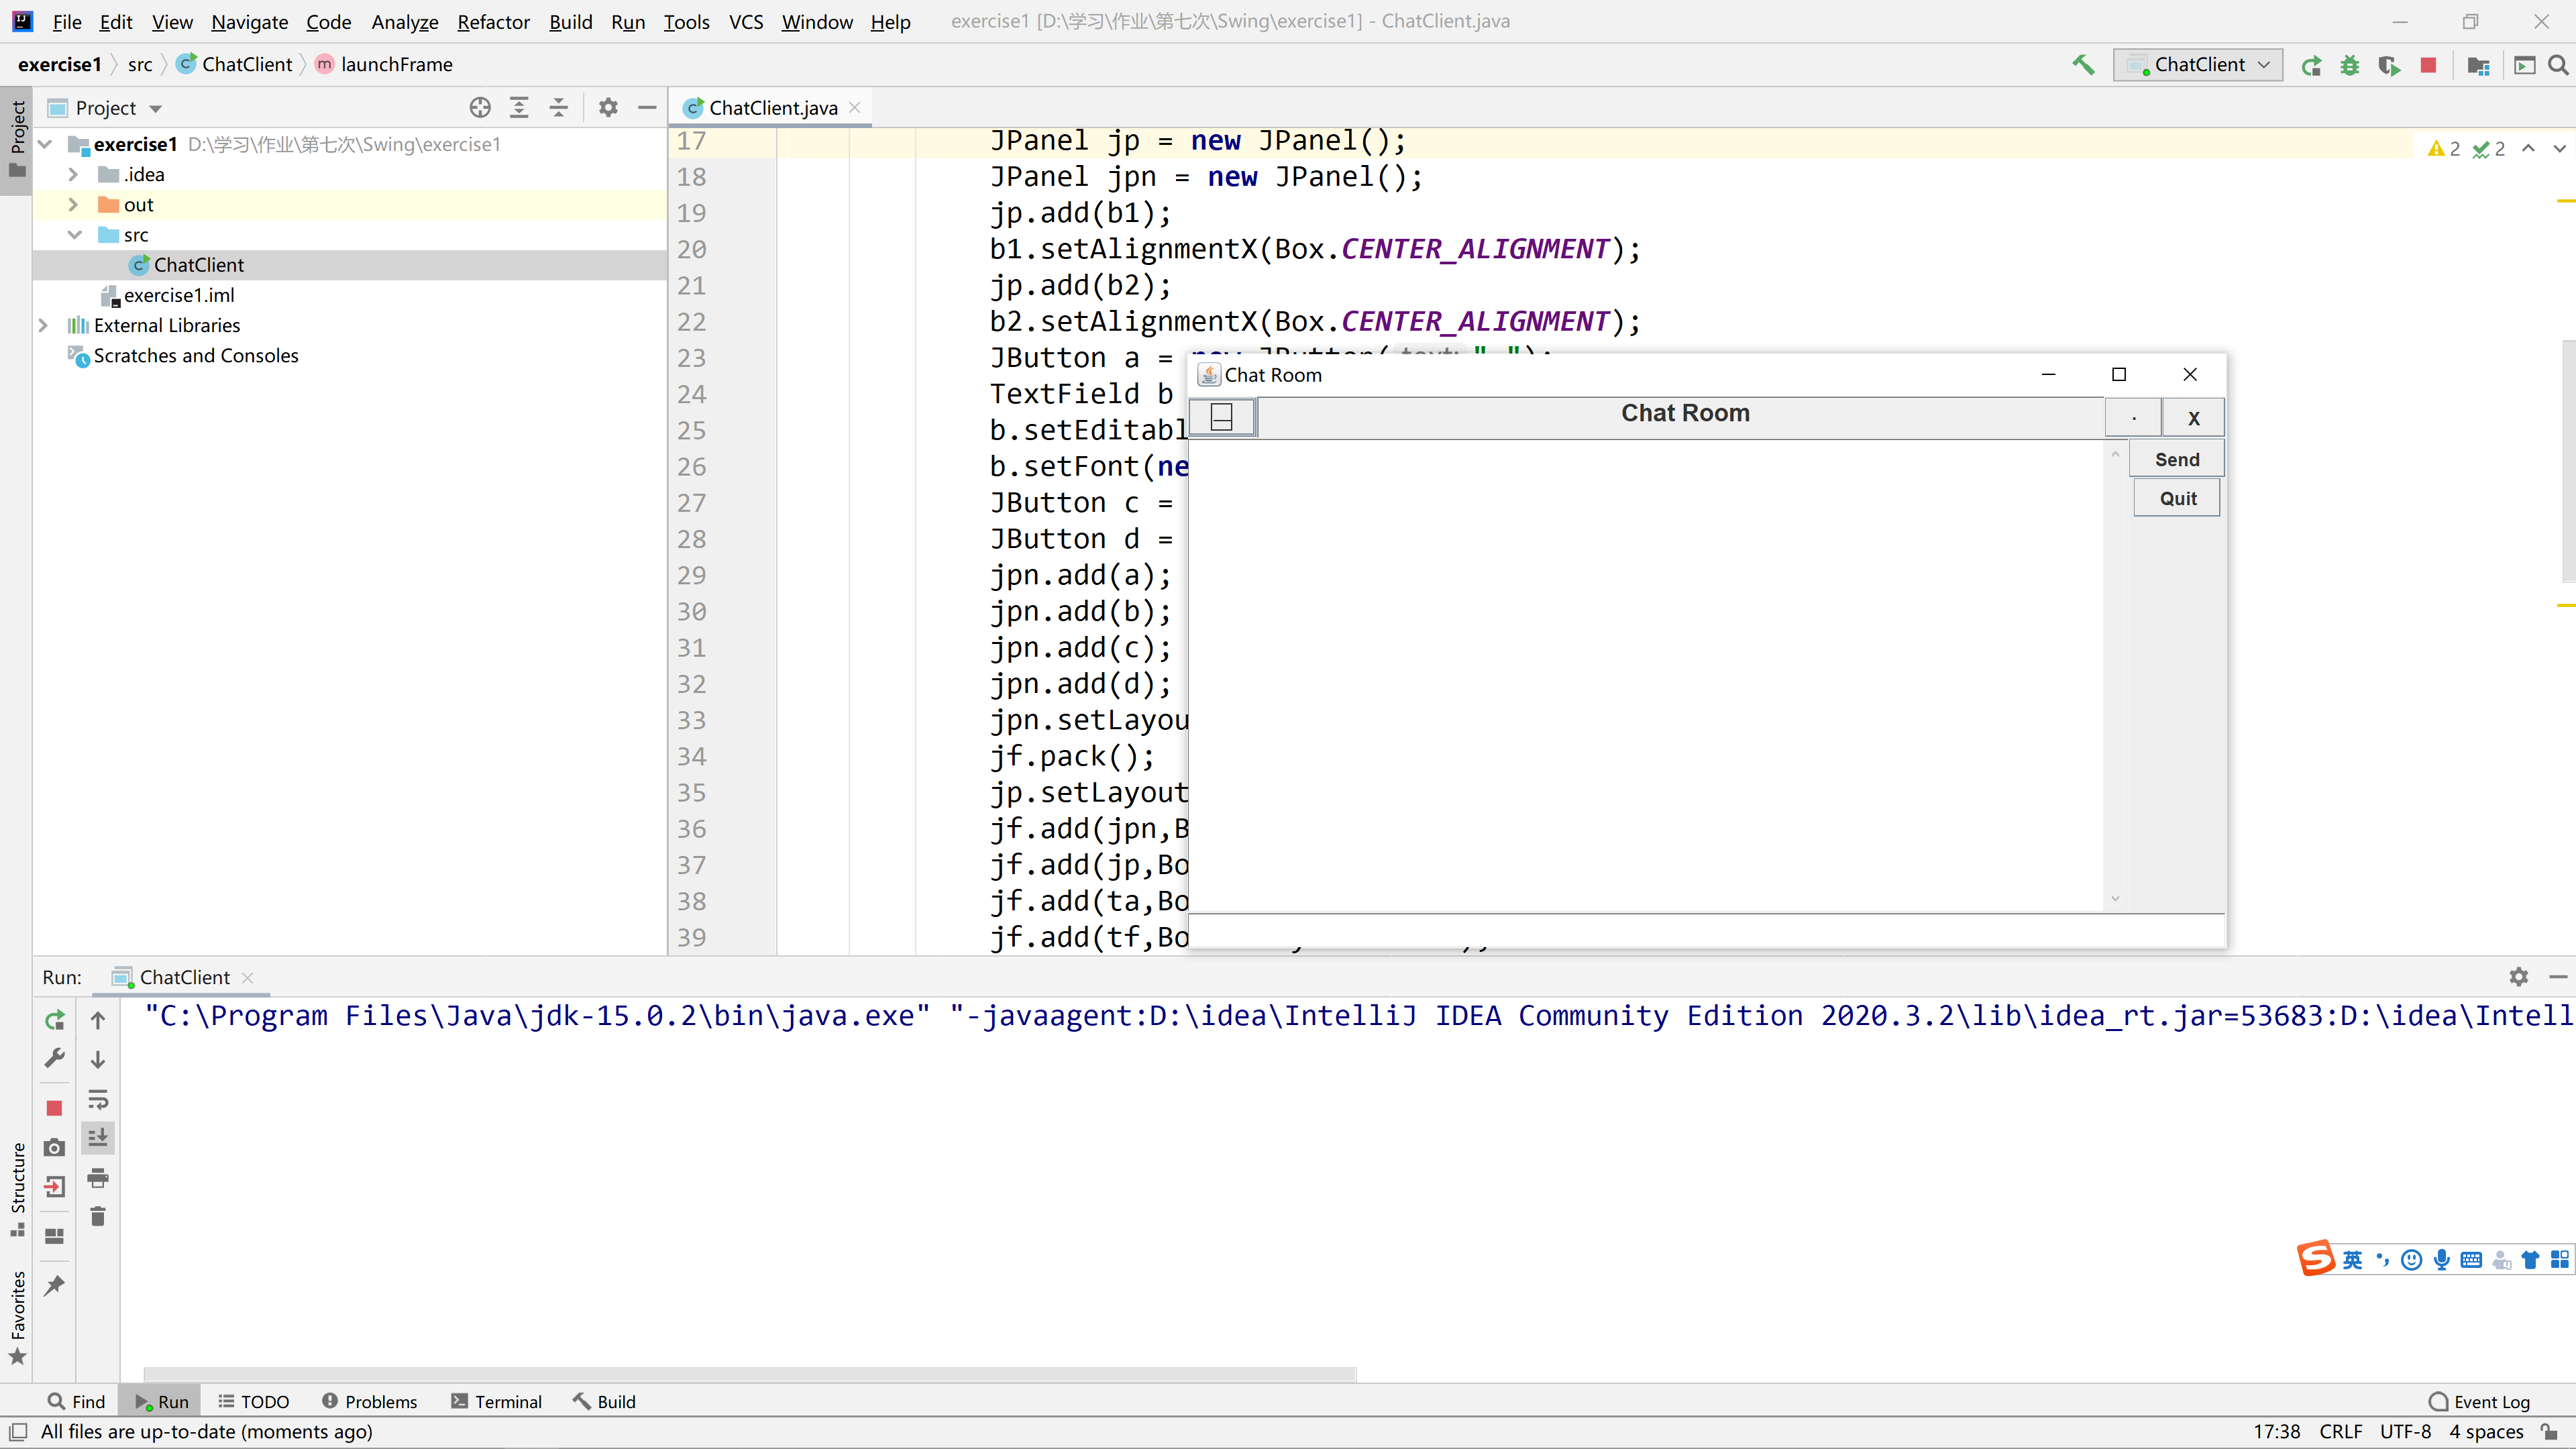 File Edit View Navigate Code Analyze Refactor Build Run Tools VCS Window Help exercise1 [D:\学习\作业\第七次\Swing\exercise1] - ChatClient.java
exercise1 src ChatClient launchFrame
ChatClient
Project
Project
ChatClient.java
exercise1 D:\学习\作业\第七次\Swing\exercise1
.idea
out
src
ChatClient
exercise1.iml
External Libraries
Scratches and Consoles
17 JPanel jp = new JPanel();
18 JPanel jpn = new JPanel();
19 jp.add(b1);
20 b1.setAlignmentX(Box.CENTER_ALIGNMENT);
21 jp.add(b2);
22 b2.setAlignmentX(Box.CENTER_ALIGNMENT);
23 JButton a = new JButton(
24 TextField b
25 b.setEditabl
26 b.setFont(ne
27 JButton c =
28 JButton d =
29 jpn.add(a);
30 jpn.add(b);
31 jpn.add(c);
32 jpn.add(d);
33 jpn.setLayou
34 jf.pack();
35 jp.setLayout
36 jf.add(jpn,B
37 jf.add(jp,Bo
38 jf.add(ta,Bo
39 jf.add(tf,Bo
2 2
Chat Room
Chat Room
. X
Send
Quit
Run: ChatClient
"C:\Program Files\Java\jdk-15.0.2\bin\java.exe" "-javaagent:D:\idea\IntelliJ IDEA Community Edition 2020.3.2\lib\idea_rt.jar=53683:D:\idea\Intell
Structure
Favorites
英
Find Run TODO Problems Terminal Build Event Log
All files are up-to-date (moments ago) 17:38 CRLF UTF-8 4 spaces